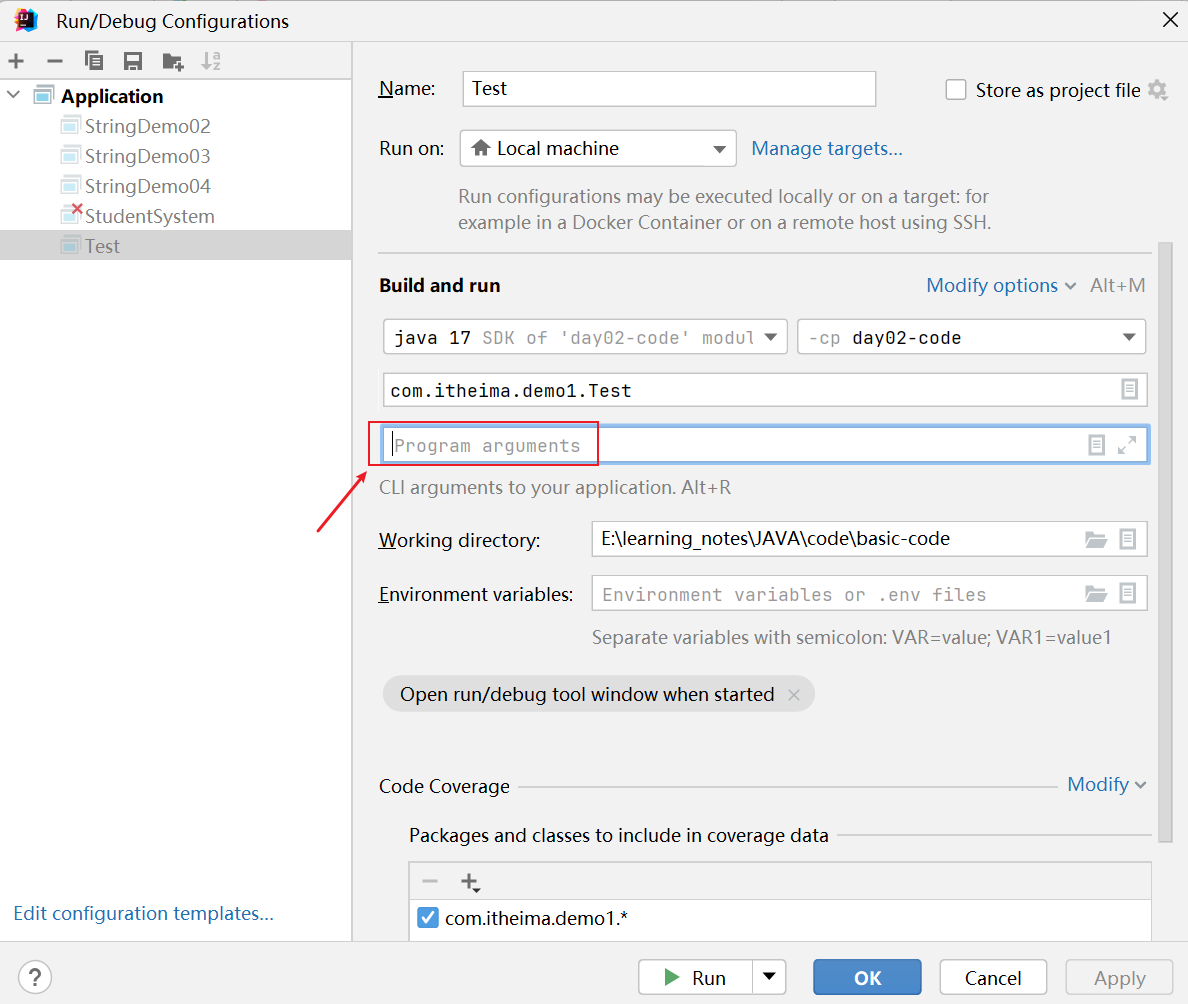 Run/Debug Configurations
Application
StringDemo02
StringDemo03
StringDemo04
StudentSystem
Test
Edit configuration templates...
Name: Test
Store as project file
Run on: Local machine Manage targets...
Run configurations may be executed locally or on a target: for
example in a Docker Container or on a remote host using SSH.
Build and run Modify options Alt+M
java 17 SDK of 'day02-code' modul -cp day02-code
com.itheima.demo1.Test
Program arguments
CLI arguments to your application. Alt+R
Working directory: E:\learning_notes\JAVA\code\basic-code
Environment variables: Environment variables or .env files
Separate variables with semicolon: VAR=value; VAR1=value1
Open run/debug tool window when started
Code Coverage Modify
Packages and classes to include in coverage data
com.itheima.demo1.*
? Run OK Cancel Apply